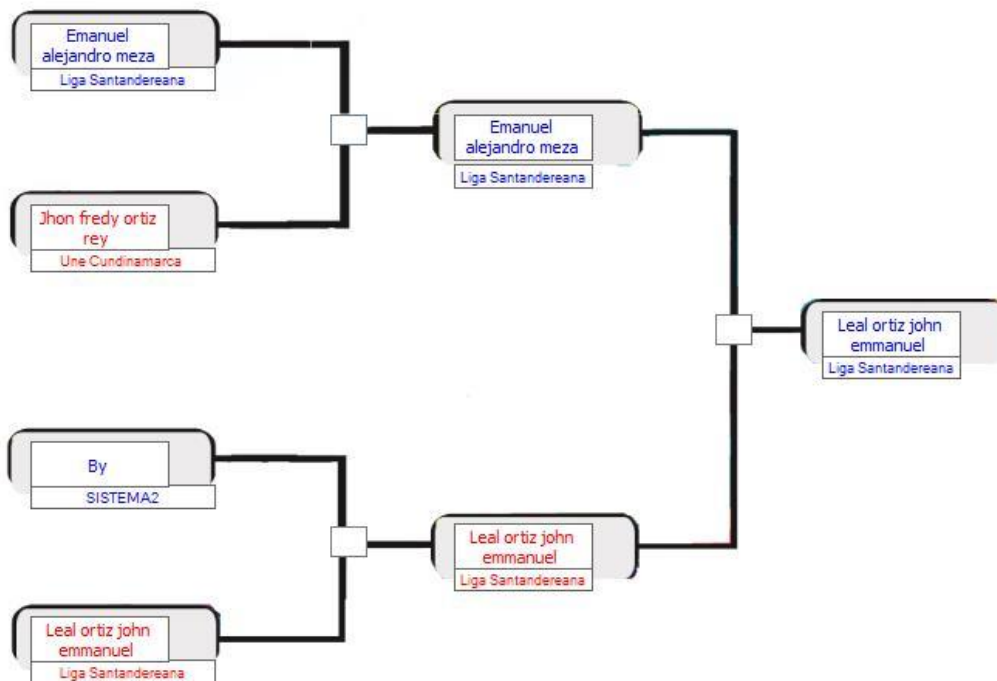 Emanuel
alejandro meza
Liga Santandereana
Jhon fredy ortiz
rey
Une Cundinamarca
By
SISTEMA2
Leal ortiz john
emmanuel
Liga Santandereana
Emanuel
alejandro meza
Liga Santandereana
Leal ortiz john
emmanuel
Liga Santandereana
Leal ortiz john
emmanuel
Liga Santandereana